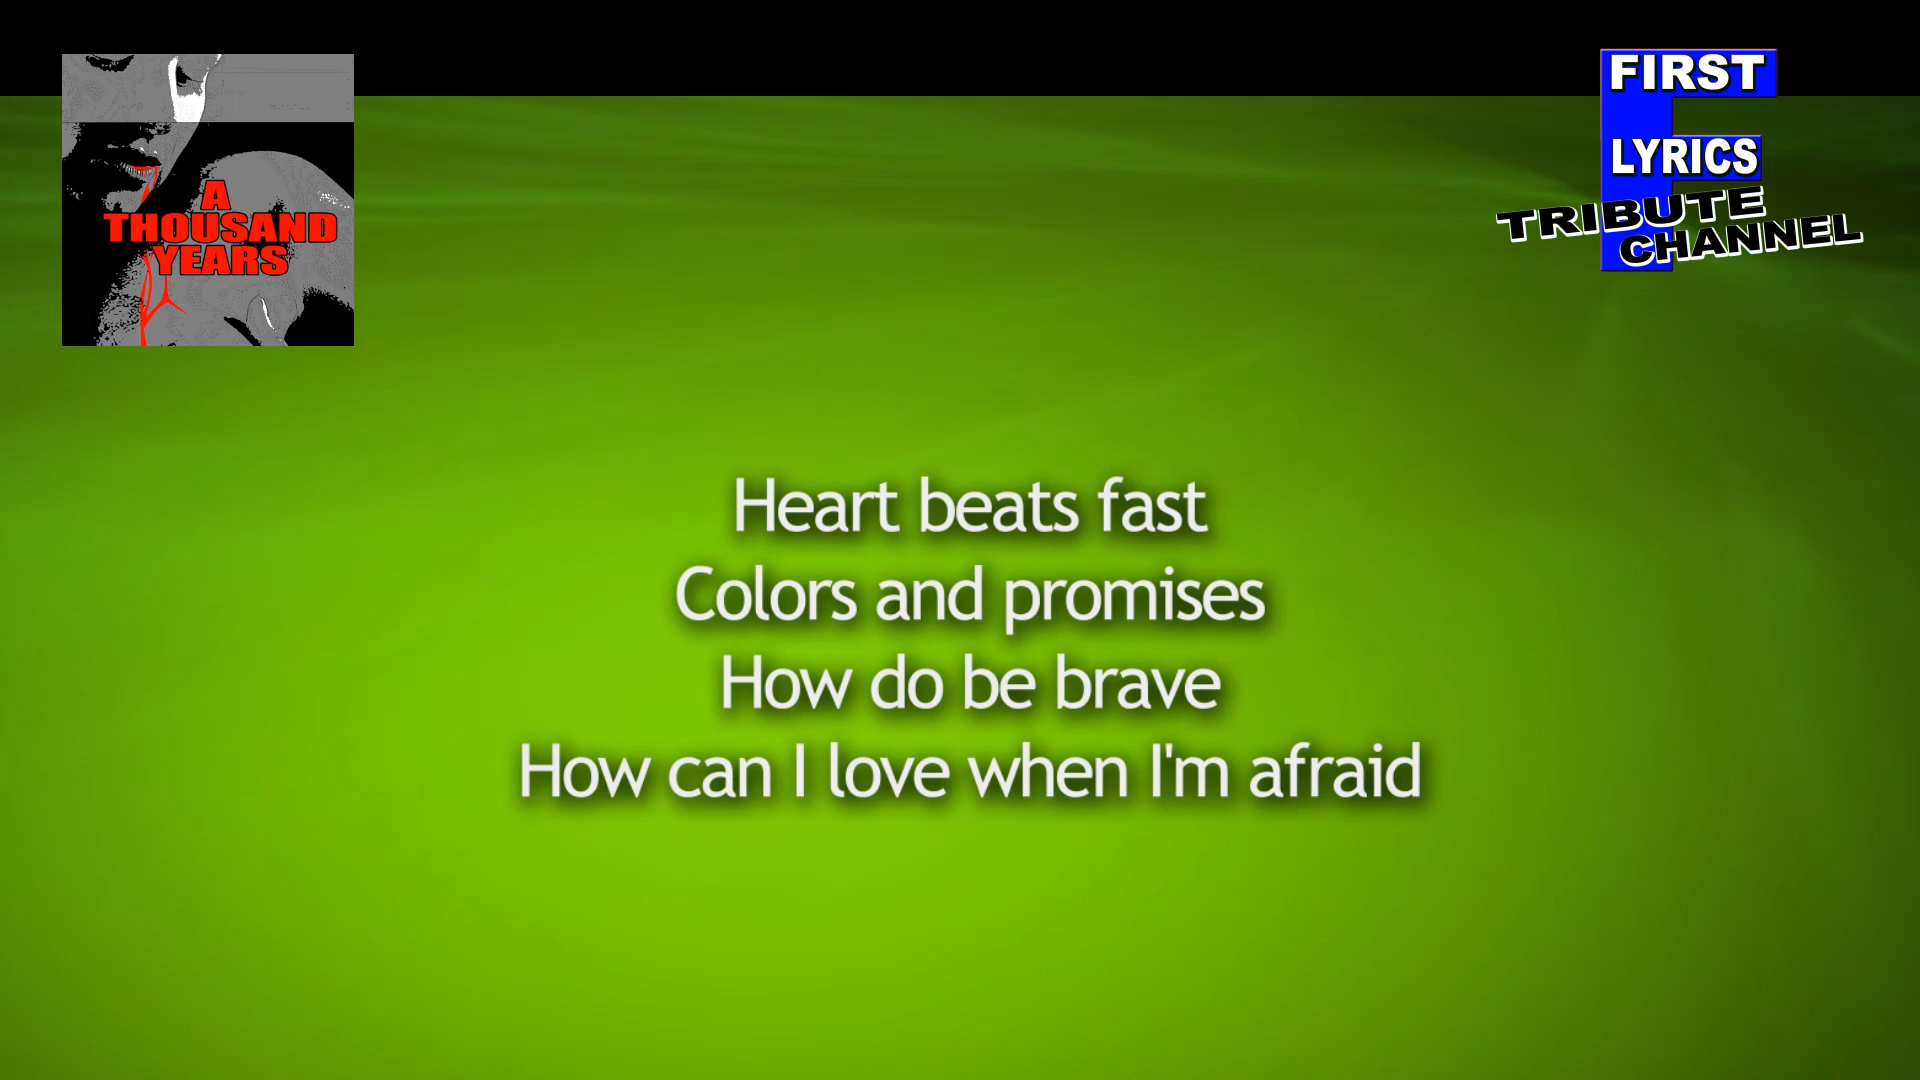 A
THOUSAND
YEARS
FIRST
LYRICS
TRIBUTE
CHANNEL
Heart beats fast
Colors and promises
How do be brave
How can I love when I'm afraid